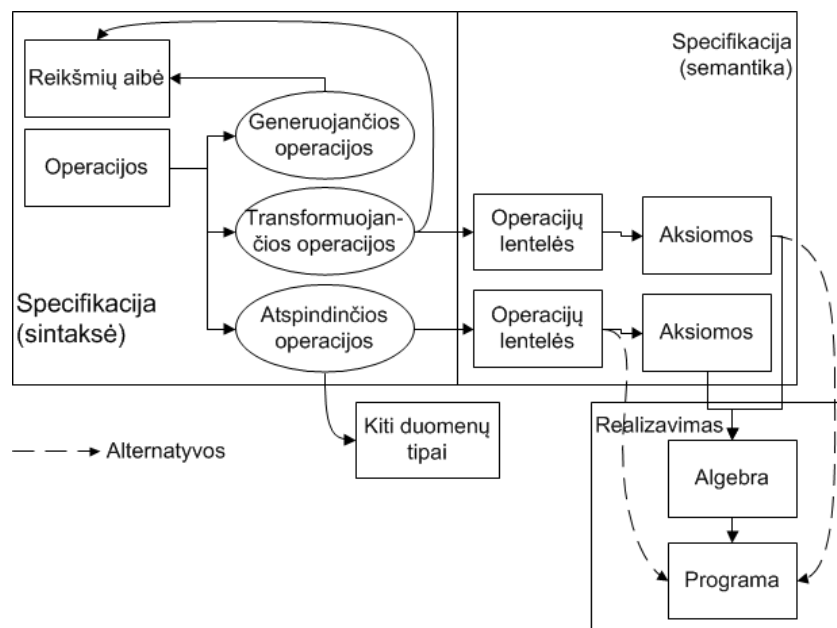 Reikšmių aibė
Specifikacija
(semantika)
Generuojančios
operacijos
Operacijos
Transformuojan-
čios operacijos
Operacijų
lentelės
Aksiomos
Specifikacija
(sintaksė)
Atspindinčios
operacijos
Operacijų
lentelės
Aksiomos
Kiti duomenų
tipai
Realizavimas
Alternatyvos
Algebra
Programa